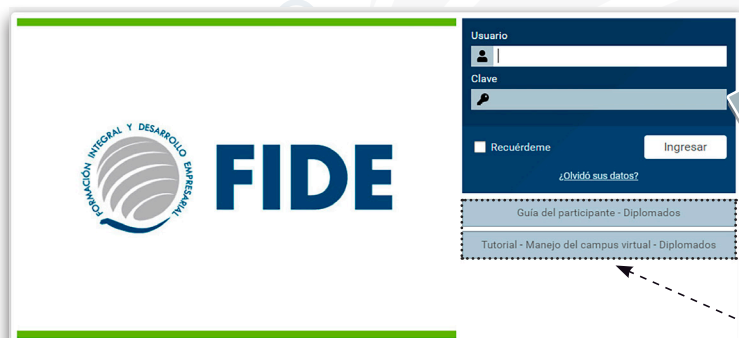 FORMACIÓN INTEGRAL Y DESARROLLO EMPRESARIAL
FIDE
Usuario
Clave
Recuérdeme
Ingresar
¿Olvidó sus datos?
Guía del participante - Diplomados
Tutorial - Manejo del campus virtual - Diplomados